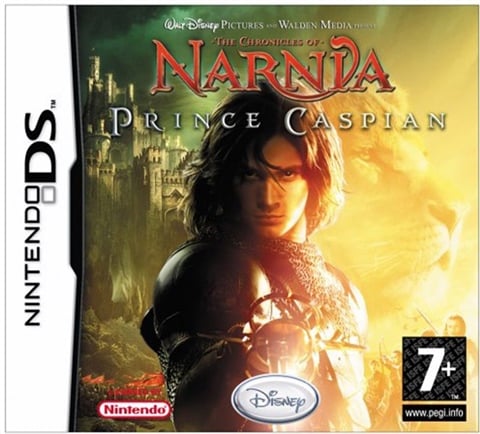 WALT DISNEY PICTURES AND WALDEN MEDIA PRESENT
THE CHRONICLES OF
NARNIA
PRINCE CASPIAN
NINTENDO DS™
Nintendo
DISNEY
7+
www.pegi.info